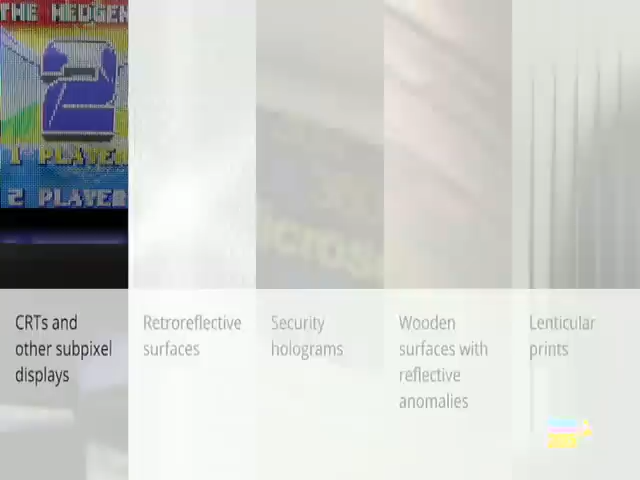 THE HEDGEH
2
1 PLAYER
2 PLAYER
CRTs and
other subpixel
displays
Retroreflective
surfaces
Security
holograms
Wooden
surfaces with
reflective
anomalies
Lenticular
prints